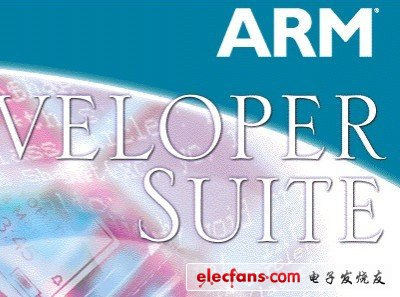 ARM®
VELOPER
SUITE
elecfans.com 电子发烧友